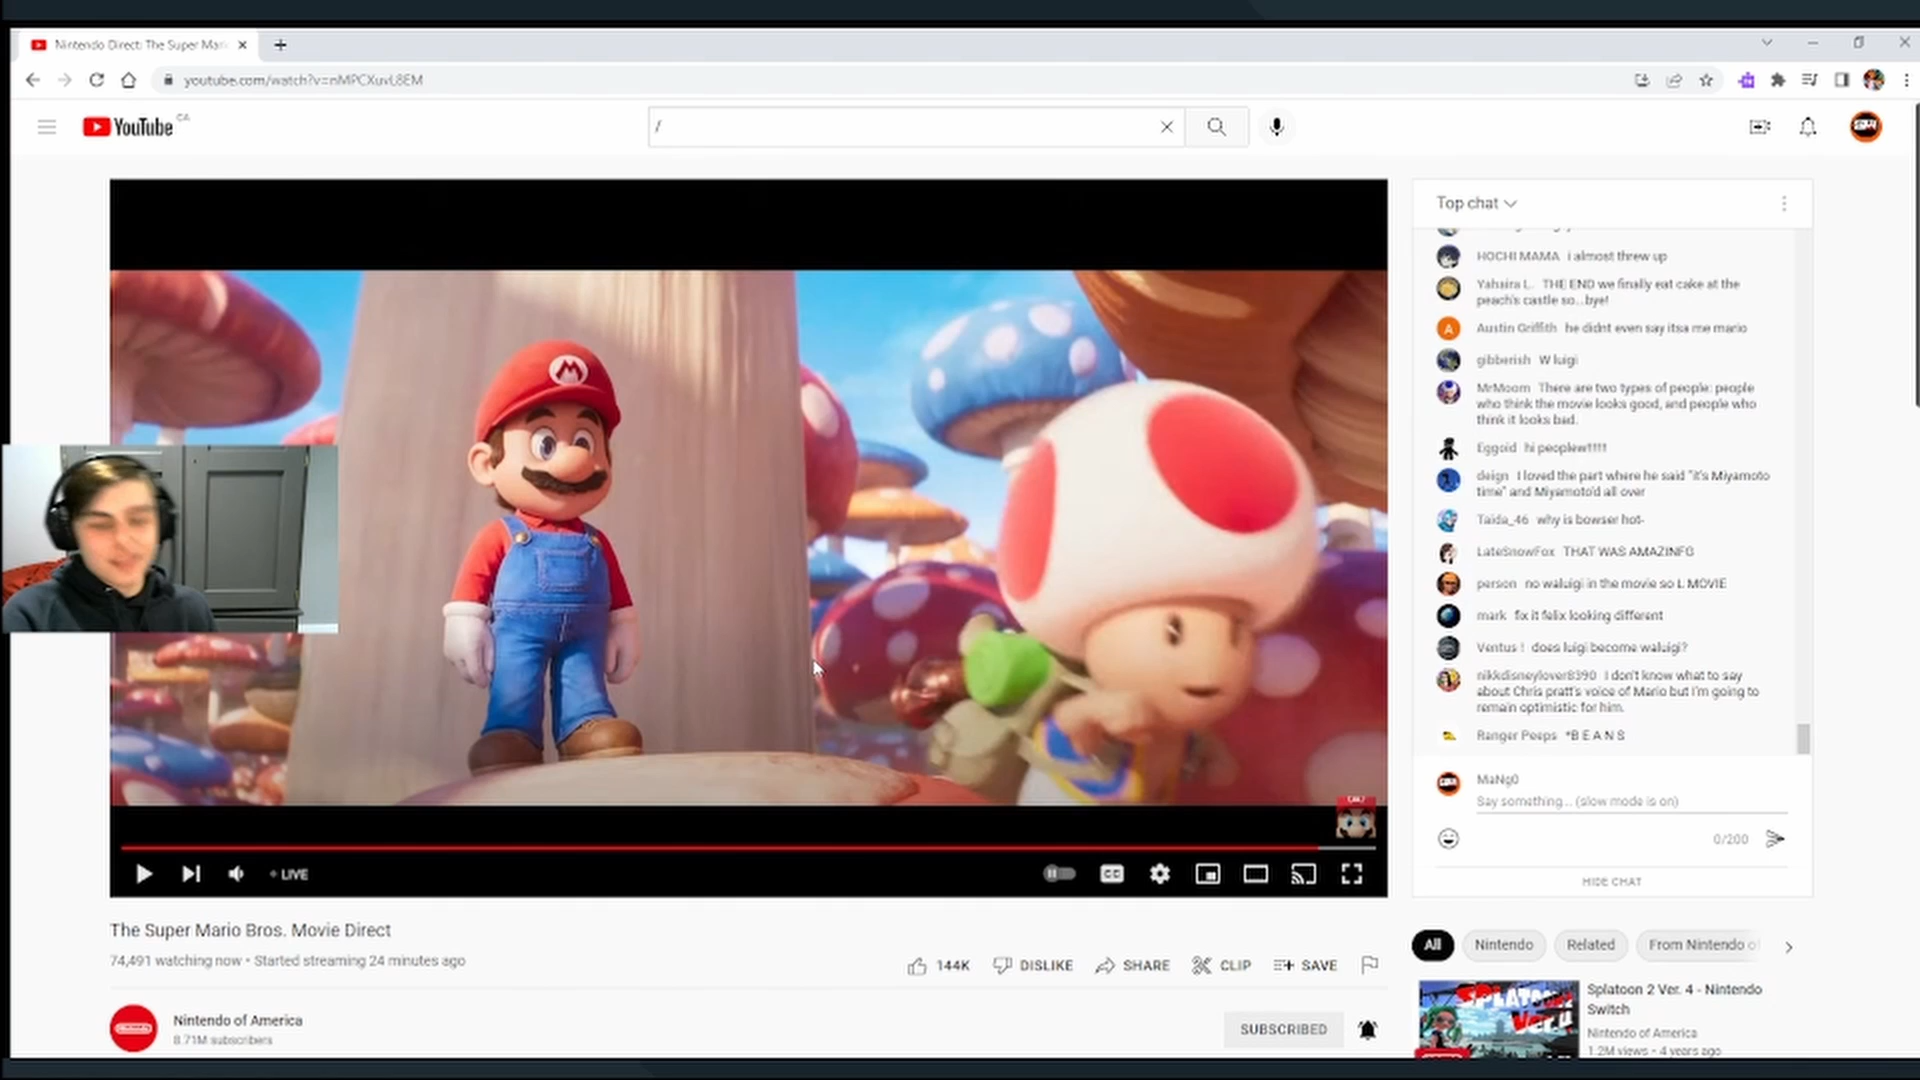 Nintendo Direct: The Super Mari
youtube.com/watch?v=nMPCXuvL8EM
YouTube CA
/
Top chat
HOCHI MAMA i almost threw up
Yahaira L. THE END we finally eat cake at the
peach's castle so...bye!
Austin Griffith he didnt even say itsa me mario
gibberish W luigi
MrMoom There are two types of people: people
who think the movie looks good, and people who
think it looks bad.
Eggoid hi peoplew!!!!!
deign I loved the part where he said "it's Miyamoto
time" and Miyamoto'd all over
Taida_46 why is bowser hot-
LateSnowFox THAT WAS AMAZINFG
person no waluigi in the movie so L MOVIE
mark fix it felix looking different
Ventus ! does luigi become waluigi?
nikkdisneylover8390 I don't know what to say
about Chris pratt's voice of Mario but I'm going to
remain optimistic for him.
Ranger Peeps *B E A N S
MaNg0
Say something... (slow mode is on)
0/200
HIDE CHAT
M
LIVE
CC
The Super Mario Bros. Movie Direct
74,491 watching now • Started streaming 24 minutes ago
144K DISLIKE SHARE CLIP SAVE
Nintendo of America
8.71M subscribers
SUBSCRIBED
All Nintendo Related From Nintendo of
SPLATOON
Ver.4
Splatoon 2 Ver. 4 - Nintendo
Switch
Nintendo of America
1.2M views • 4 years ago